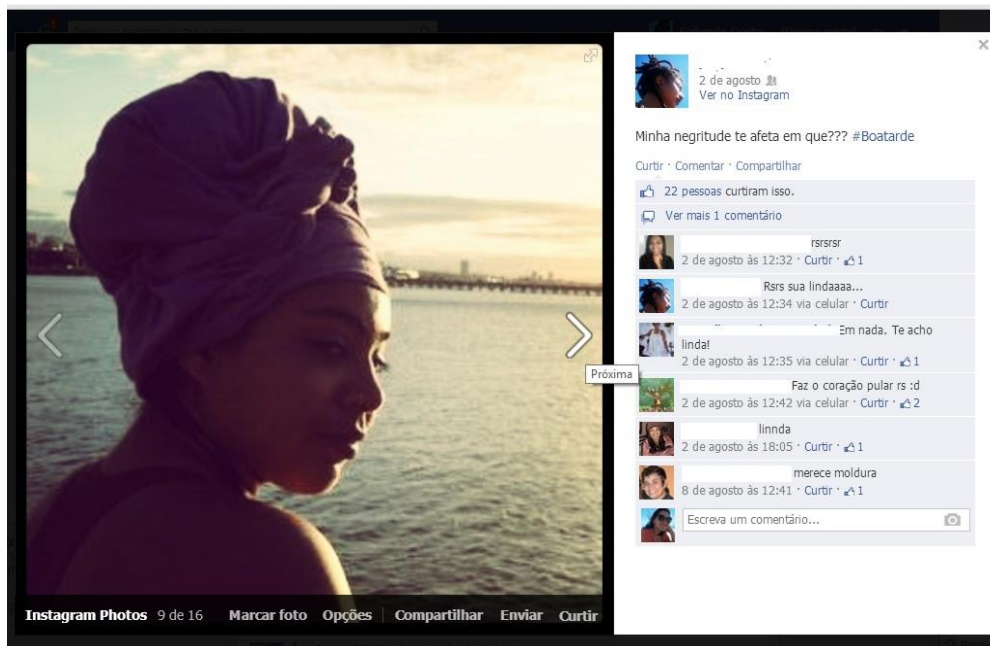 2 de agosto
Ver no Instagram
Minha negritude te afeta em que??? #Boatarde
Curtir · Comentar · Compartilhar
22 pessoas curtiram isso.
Ver mais 1 comentário
rsrsrsr
2 de agosto às 12:32 · Curtir · 1
Rsrs sua lindaaaa...
2 de agosto às 12:34 via celular · Curtir
Em nada. Te acho
linda!
2 de agosto às 12:35 via celular · Curtir · 1
Faz o coração pular rs :d
2 de agosto às 12:42 via celular · Curtir · 2
linnda
2 de agosto às 18:05 · Curtir · 1
merece moldura
8 de agosto às 12:41 · Curtir · 1
Escreva um comentário...
Próxima
Instagram Photos 9 de 16 Marcar foto Opções Compartilhar Enviar Curtir